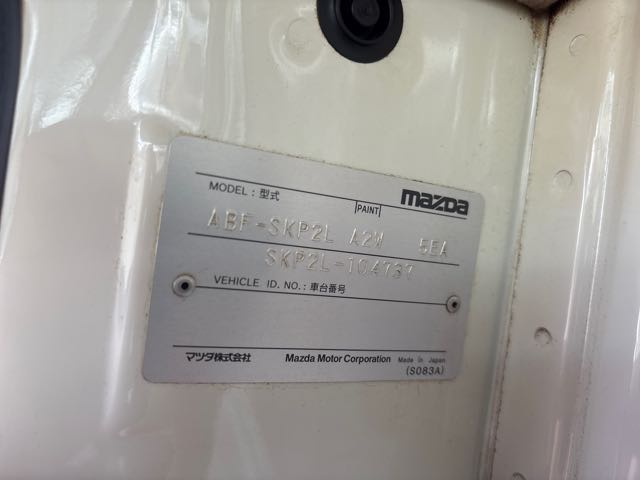 mazda
MODEL：型式 PAINT
ABF-SKP2L A2W 5EA
SKP2L-104737
VEHICLE ID. NO.：車台番号
マツダ株式会社 Mazda Motor Corporation Made in Japan
(S083A)